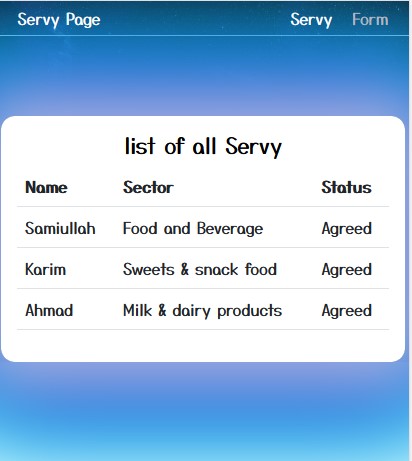 Servy Page Servy Form
list of all Servy
Name Sector Status
Samiullah Food and Beverage Agreed
Karim Sweets & snack food Agreed
Ahmad Milk & dairy products Agreed